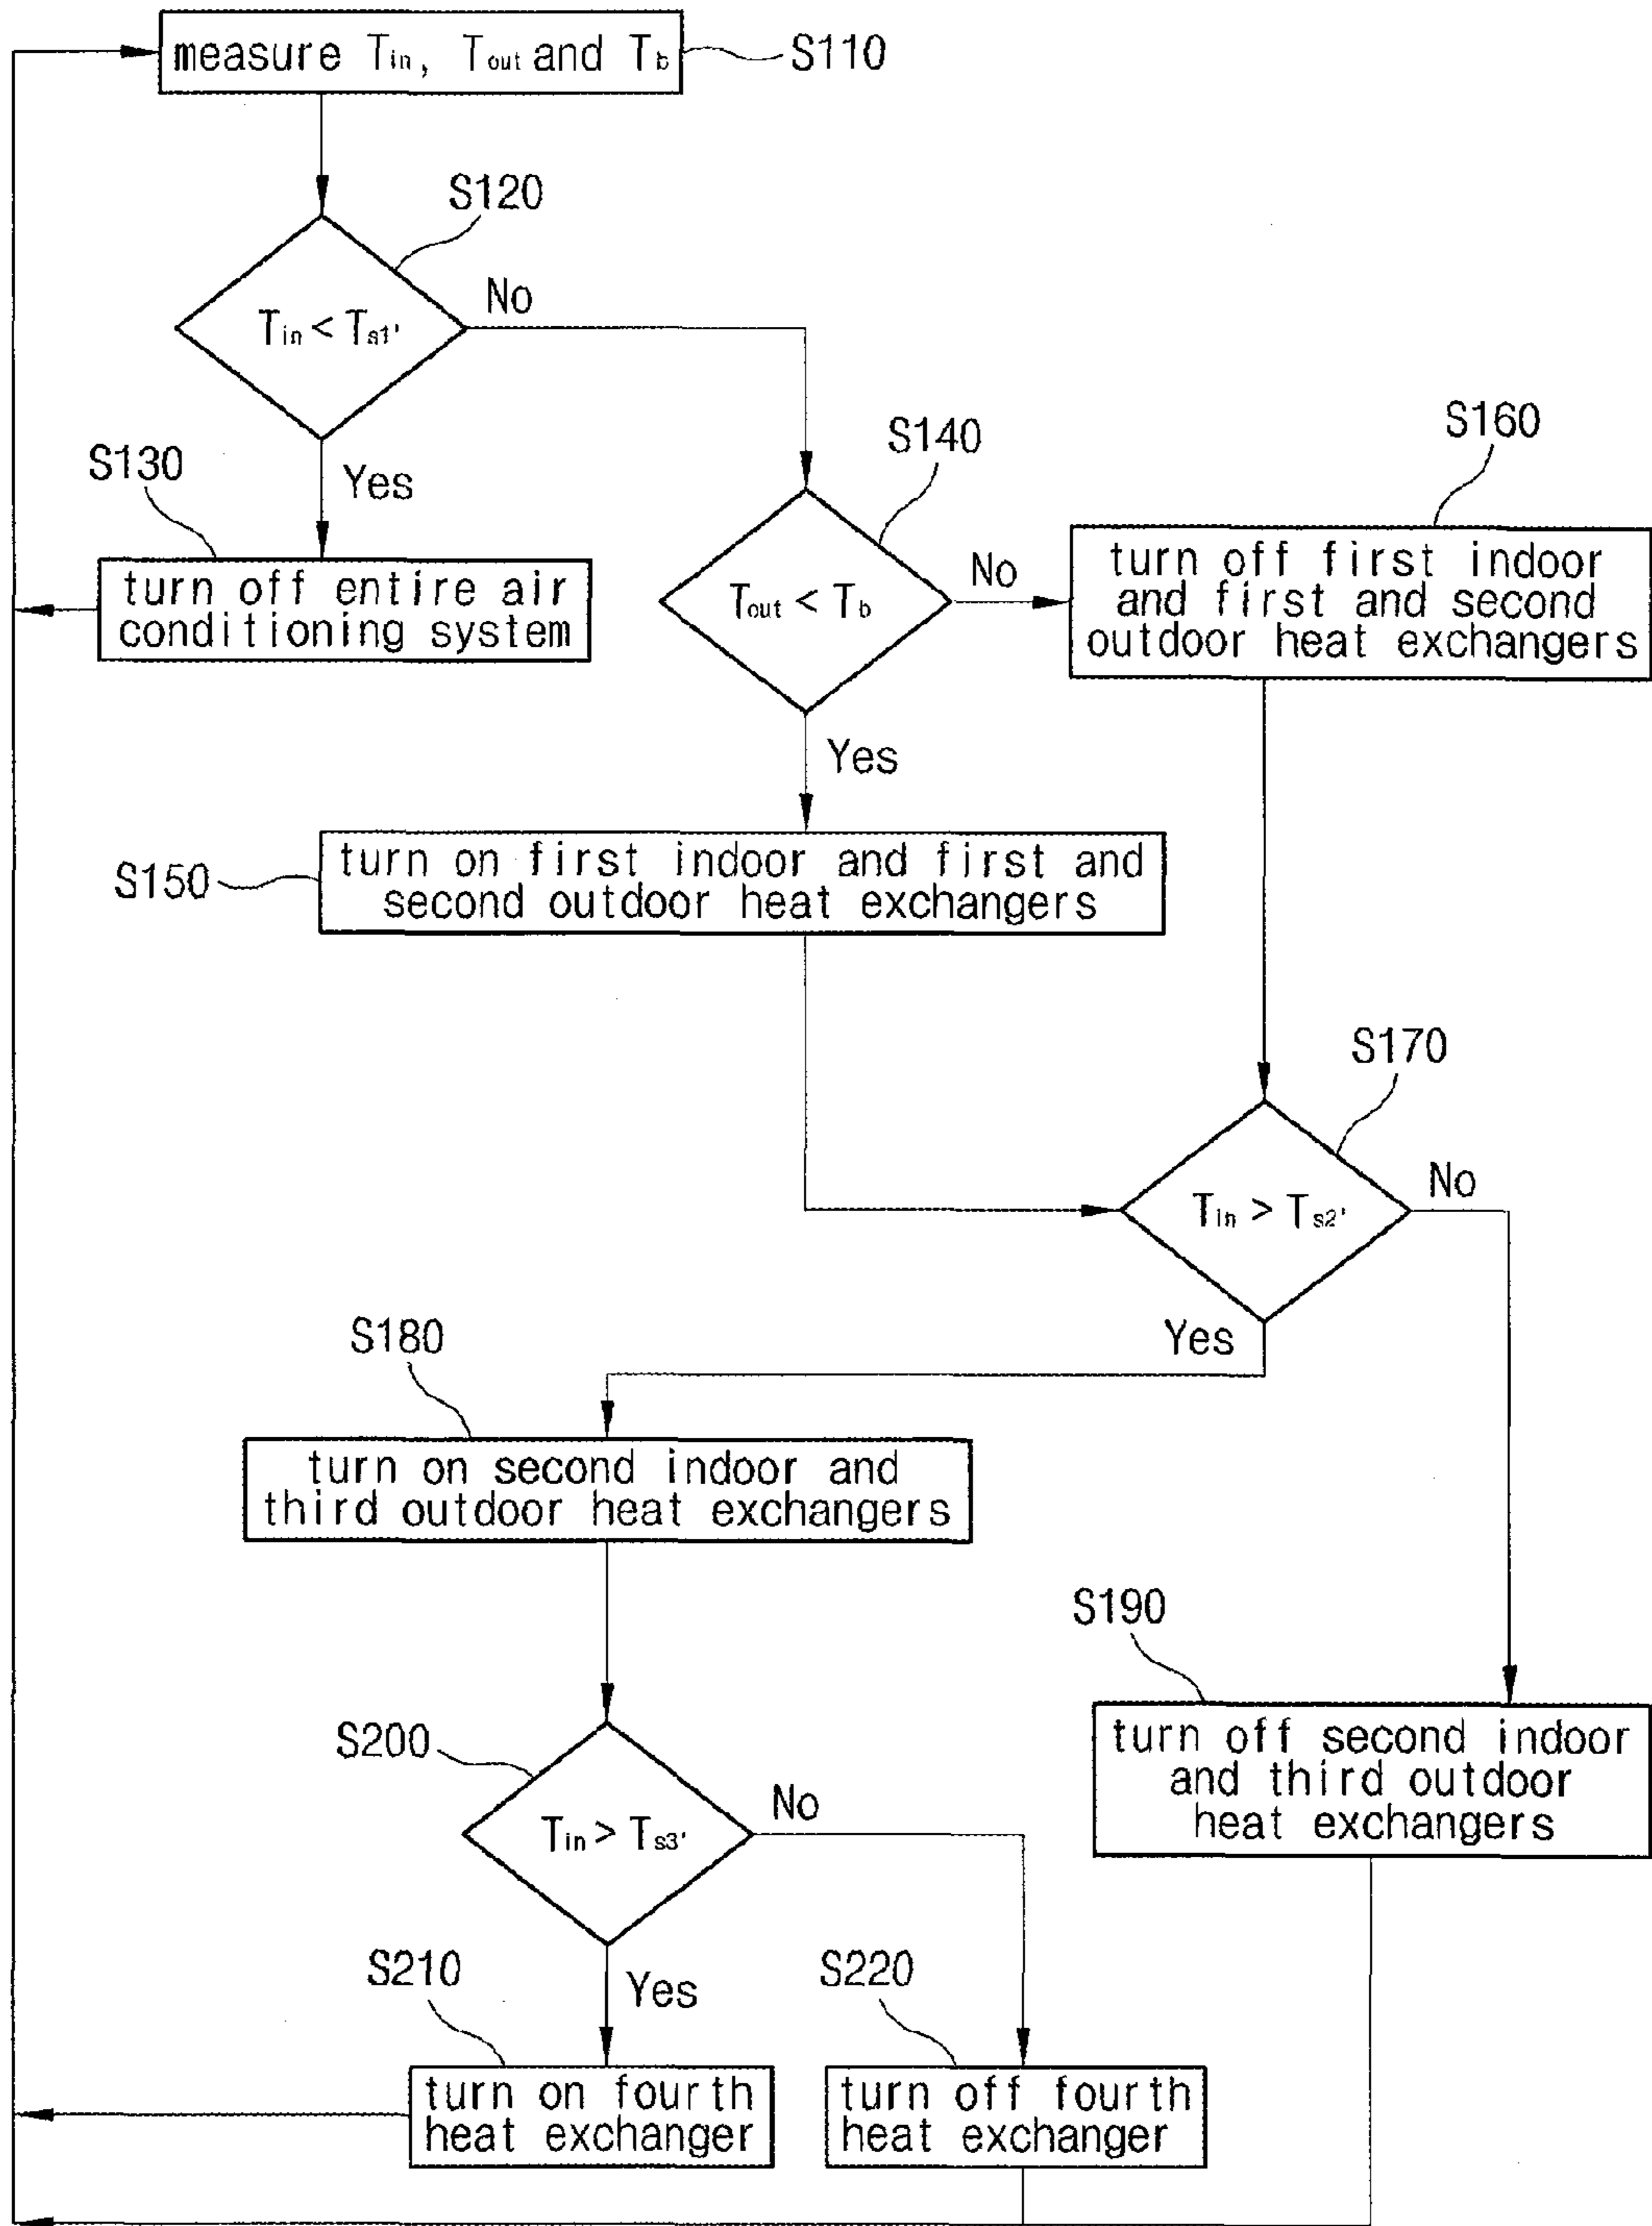 measure Tin, Tout and Tb
S110
S120
Tin < Ts1'
No
Yes
S130
turn off entire air
conditioning system
S140
Tout < Tb
No
Yes
S160
turn off first indoor
and first and second
outdoor heat exchangers
S150
turn on first indoor and first and
second outdoor heat exchangers
S170
Tin > Ts2'
No
Yes
S180
turn on second indoor and
third outdoor heat exchangers
S190
turn off second indoor
and third outdoor
heat exchangers
S200
Tin > Ts3'
No
Yes
S210
turn on fourth
heat exchanger
S220
turn off fourth
heat exchanger